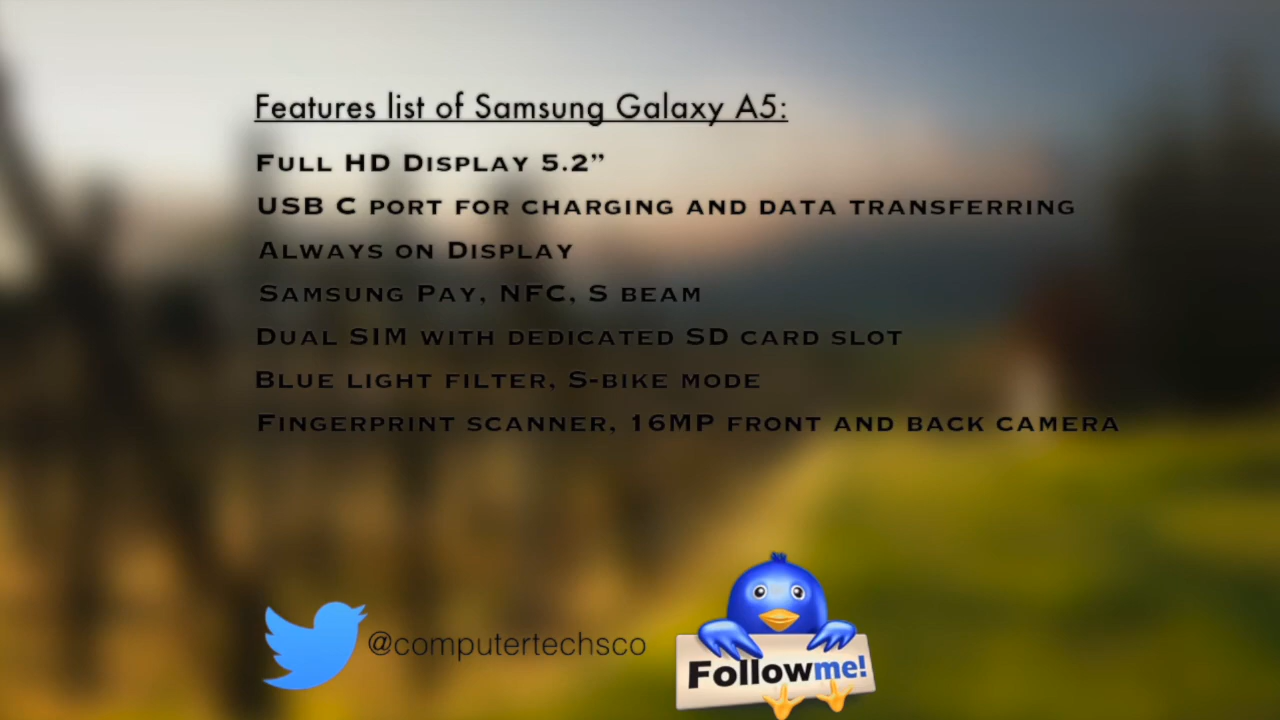 Features list of Samsung Galaxy A5:
Full HD Display 5.2”
USB C port for charging and data transferring
Always on Display
Samsung Pay, NFC, S beam
Dual SIM with dedicated SD card slot
Blue light filter, S-bike mode
Fingerprint scanner, 16MP front and back camera
@computertechsco
Followme!